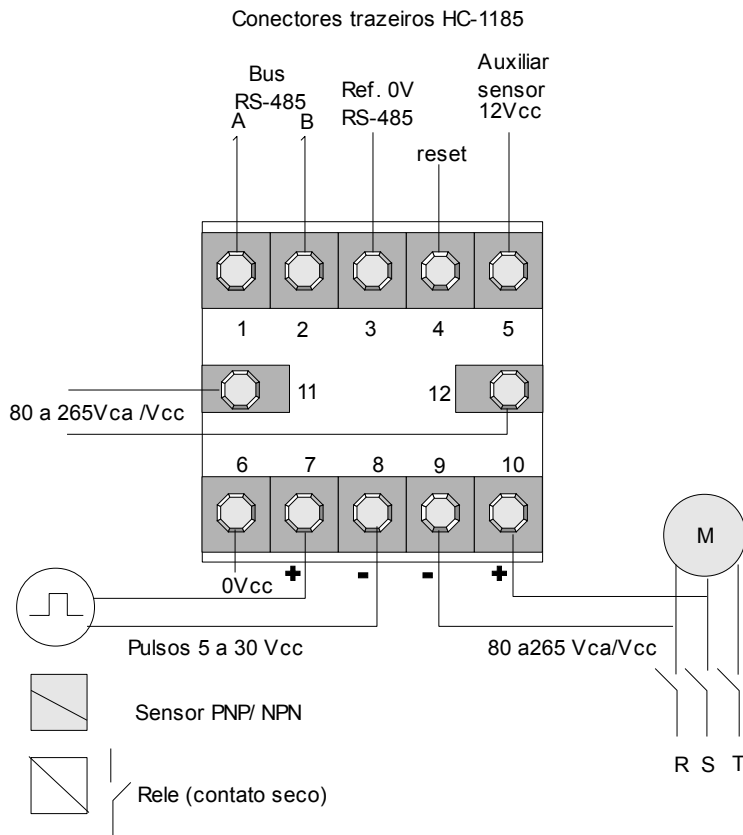 Conectores trazeiros HC-1185
Bus
RS-485
A B
Ref. 0V
RS-485
reset
Auxiliar
sensor
12Vcc
1 2 3 4 5
11 12
80 a 265Vca /Vcc
6 7 8 9 10
0Vcc
+ - - +
M
Pulsos 5 a 30 Vcc
80 a265 Vca/Vcc
Sensor PNP/ NPN
R S T
Rele (contato seco)